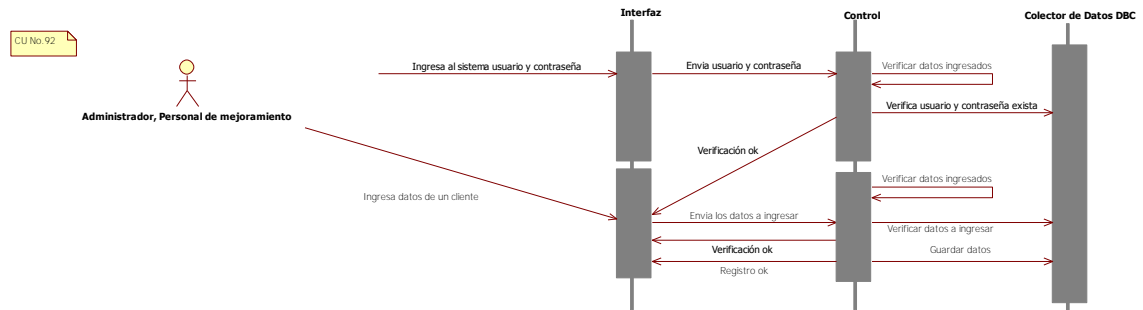 Interfaz
Control
Colector de Datos DBC
CU No.92
Ingresa al sistema usuario y contraseña
Envia usuario y contraseña
Verificar datos ingresados
Verifica usuario y contraseña exista
Administrador, Personal de mejoramiento
Verificación ok
Verificar datos ingresados
Ingresa datos de un cliente
Envia los datos a ingresar
Verificar datos a ingresar
Verificación ok
Guardar datos
Registro ok